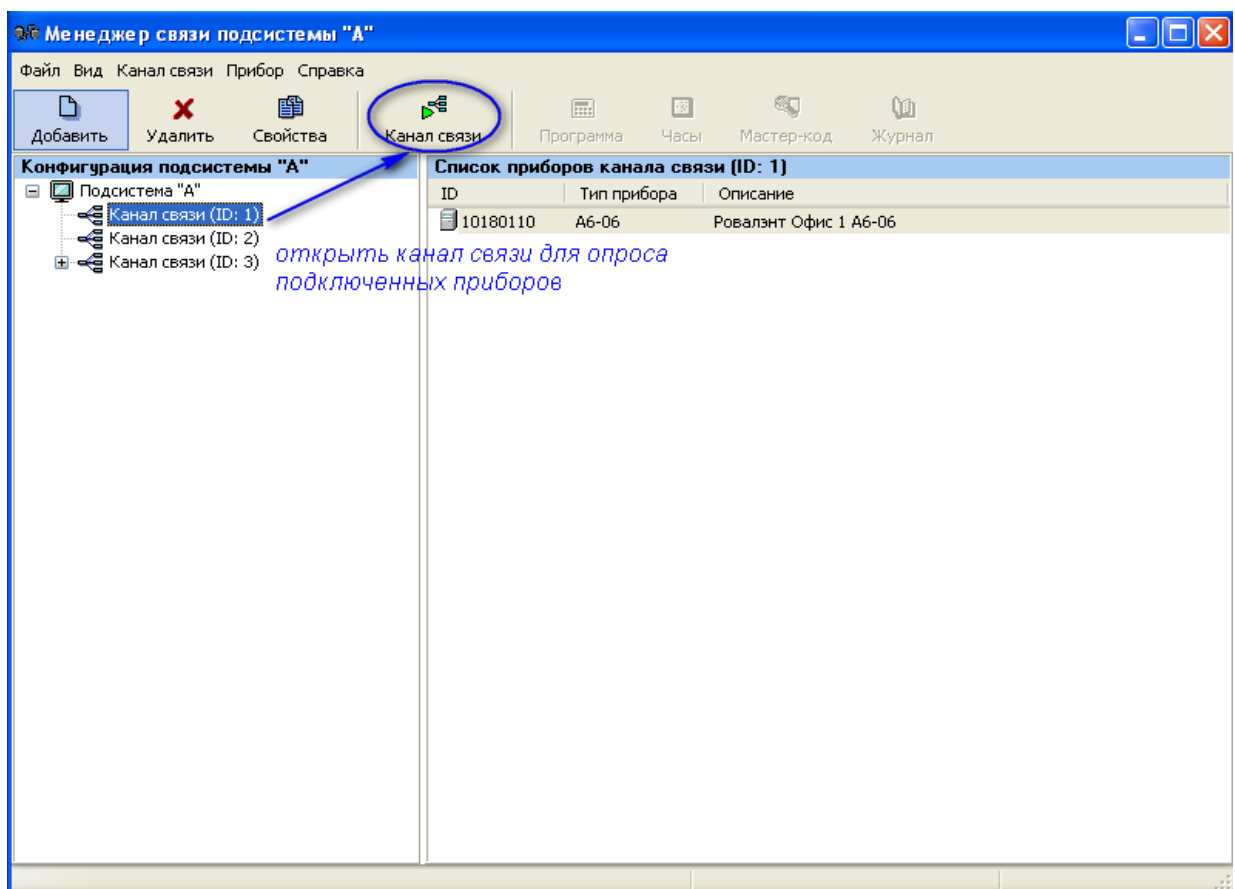 Менеджер связи подсистемы "А"
Файл Вид Канал связи Прибор Справка
Добавить Удалить Свойства Канал связи Программа Часы Мастер-код Журнал
Конфигурация подсистемы "А"
Подсистема "А"
Канал связи (ID: 1)
Канал связи (ID: 2)
Канал связи (ID: 3)
Список приборов канала связи (ID: 1)
ID Тип прибора Описание
10180110 А6-06 Ровалэнт Офис 1 А6-06
открыть канал связи для опроса
подключенных приборов